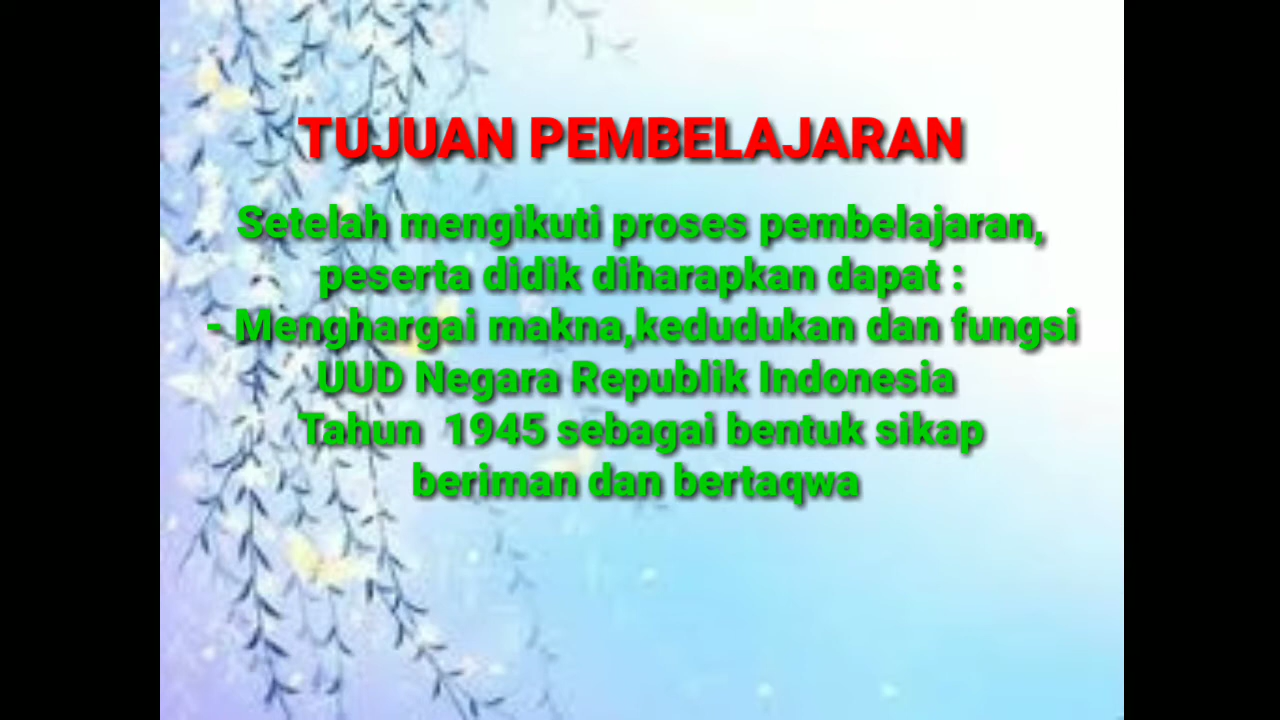 TUJUAN PEMBELAJARAN
Setelah mengikuti proses pembelajaran,
peserta didik diharapkan dapat :
- Menghargai makna,kedudukan dan fungsi
UUD Negara Republik Indonesia
Tahun  1945 sebagai bentuk sikap
beriman dan bertaqwa